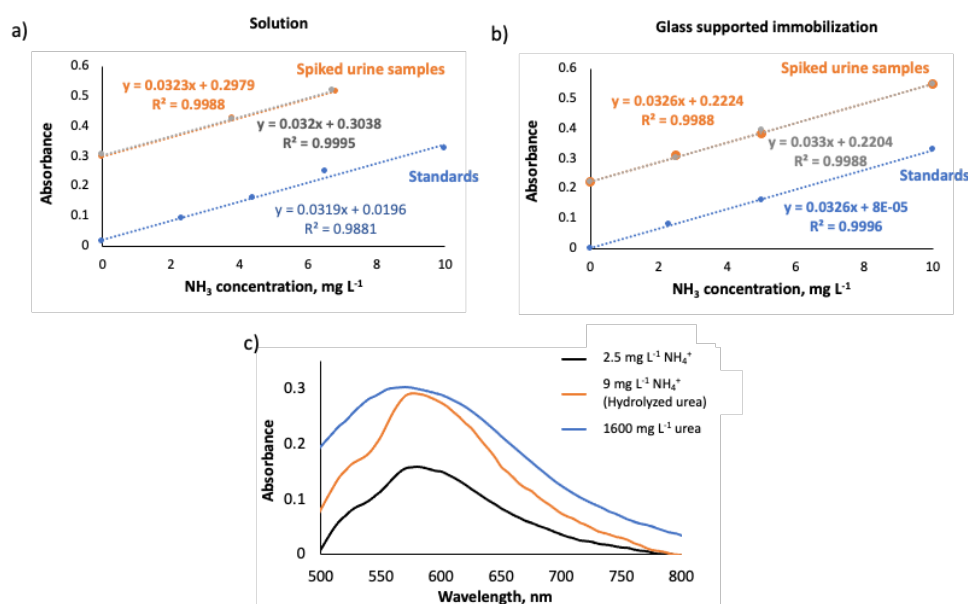 a)
Solution
0.6
0.5
0.4
0.3
0.2
0.1
0
0
2
4
6
8
10
Absorbance
NH₃ concentration, mg L⁻¹
y = 0.0323x + 0.2979
R² = 0.9988
Spiked urine samples
y = 0.032x + 0.3038
R² = 0.9995
Standards
y = 0.0319x + 0.0196
R² = 0.9881
b)
Glass supported immobilization
0.6
0.5
0.4
0.3
0.2
0.1
0
0
2
4
6
8
10
Absorbance
NH₃ concentration, mg L⁻¹
Spiked urine samples
y = 0.0326x + 0.2224
R² = 0.9988
y = 0.033x + 0.2204
R² = 0.9988
Standards
y = 0.0326x + 8E-05
R² = 0.9996
c)
0.3
0.2
0.1
0
500
550
600
650
700
750
800
Absorbance
Wavelength, nm
2.5 mg L⁻¹ NH₄⁺
9 mg L⁻¹ NH₄⁺
(Hydrolyzed urea)
1600 mg L⁻¹ urea